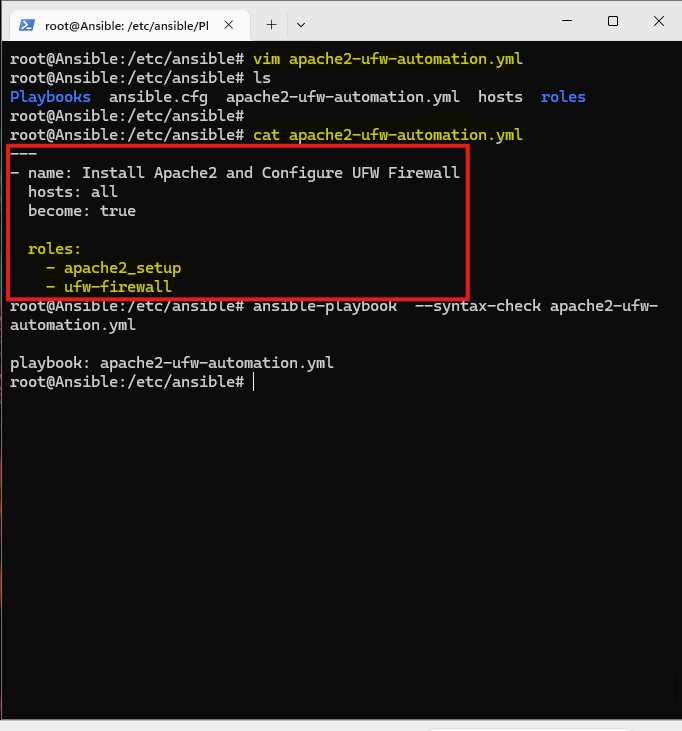 root@Ansible: /etc/ansible/Pl
root@Ansible:/etc/ansible# vim apache2-ufw-automation.yml
root@Ansible:/etc/ansible# ls
Playbooks  ansible.cfg  apache2-ufw-automation.yml  hosts  roles
root@Ansible:/etc/ansible#
root@Ansible:/etc/ansible# cat apache2-ufw-automation.yml
---
- name: Install Apache2 and Configure UFW Firewall
  hosts: all
  become: true
  roles:
    - apache2_setup
    - ufw-firewall
root@Ansible:/etc/ansible# ansible-playbook  --syntax-check apache2-ufw-
automation.yml
playbook: apache2-ufw-automation.yml
root@Ansible:/etc/ansible#